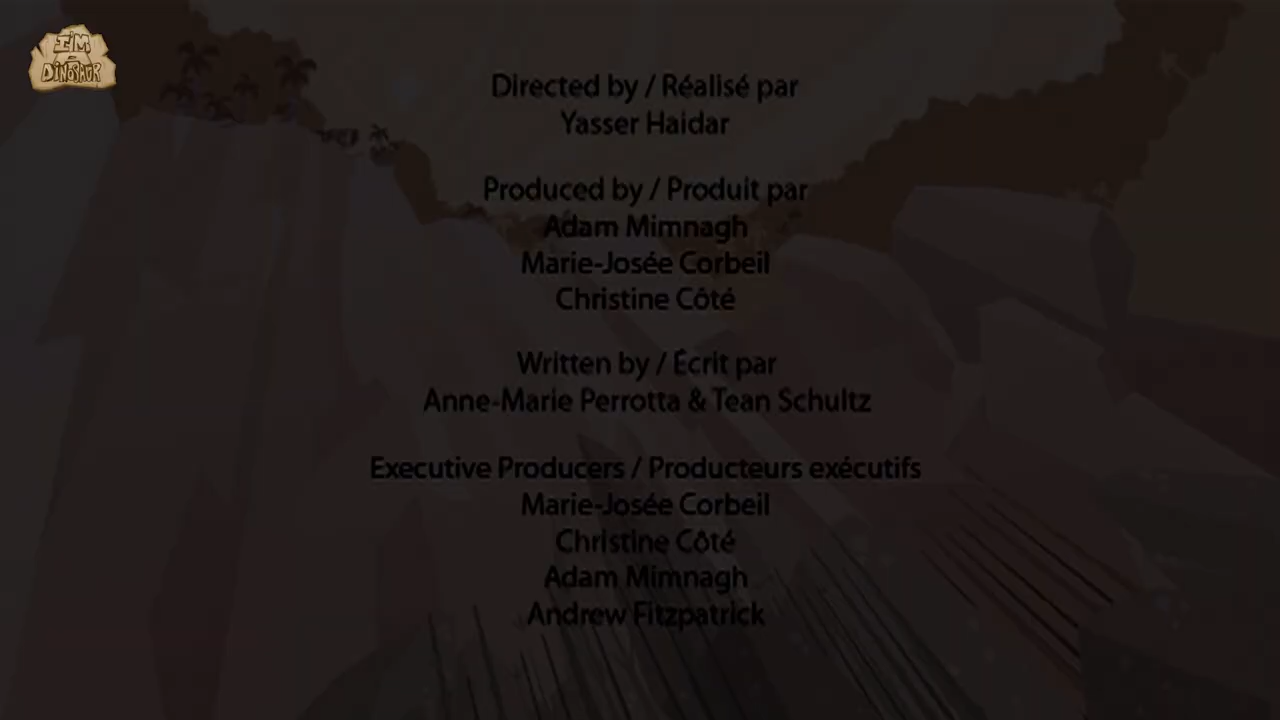 I'M
A
DINOSAUR
Directed by / Réalisé par
Yasser Haidar
Produced by / Produit par
Adam Mimnagh
Marie-Josée Corbeil
Christine Côté
Written by / Écrit par
Anne-Marie Perrotta & Tean Schultz
Executive Producers / Producteurs exécutifs
Marie-Josée Corbeil
Christine Côté
Adam Mimnagh
Andrew Fitzpatrick